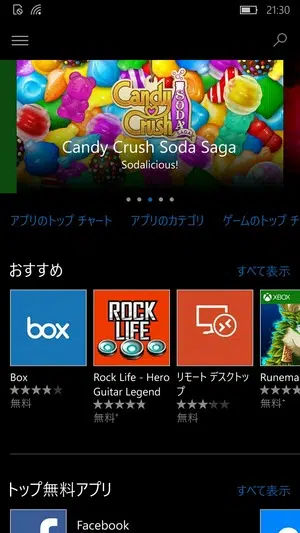 21:30
Candy
Crush
SODA
Candy Crush Soda Saga
Sodalicious!
アプリのトップ チャート アプリのカテゴリ ゲームのトップ チ
おすすめ すべて表示
box
ROCK
LIFE
XBOX
Box
Rock Life - Hero
Guitar Legend
リモート デスクトッ
プ
Runema
無料
無料*
無料
無料*
トップ無料アプリ すべて表示
Facebook